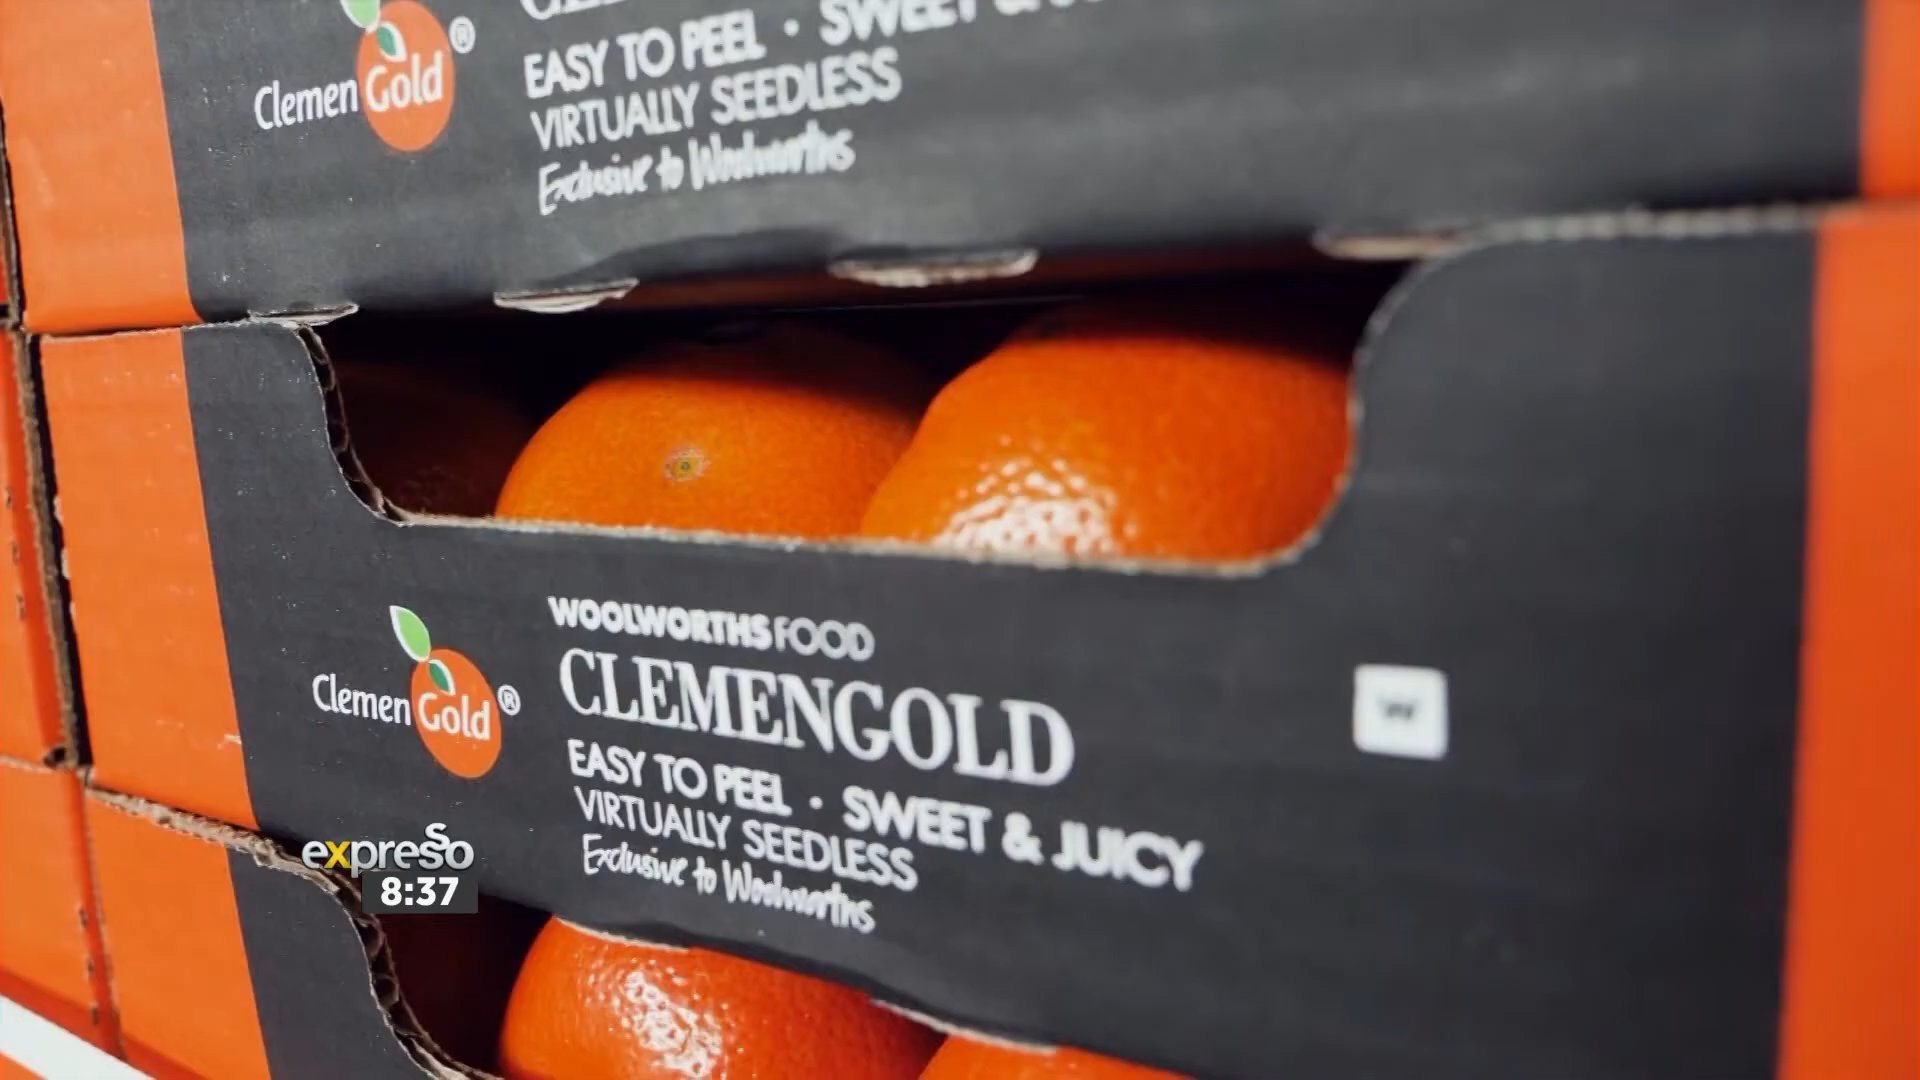 Clemen Gold®
EASY TO PEEL · SWEET &
VIRTUALLY SEEDLESS
Exclusive to Woolworths
Clemen Gold®
WOOLWORTHS FOOD
CLEMENGOLD
EASY TO PEEL · SWEET & JUICY
VIRTUALLY SEEDLESS
Exclusive to Woolworths
W
expresso
8:37